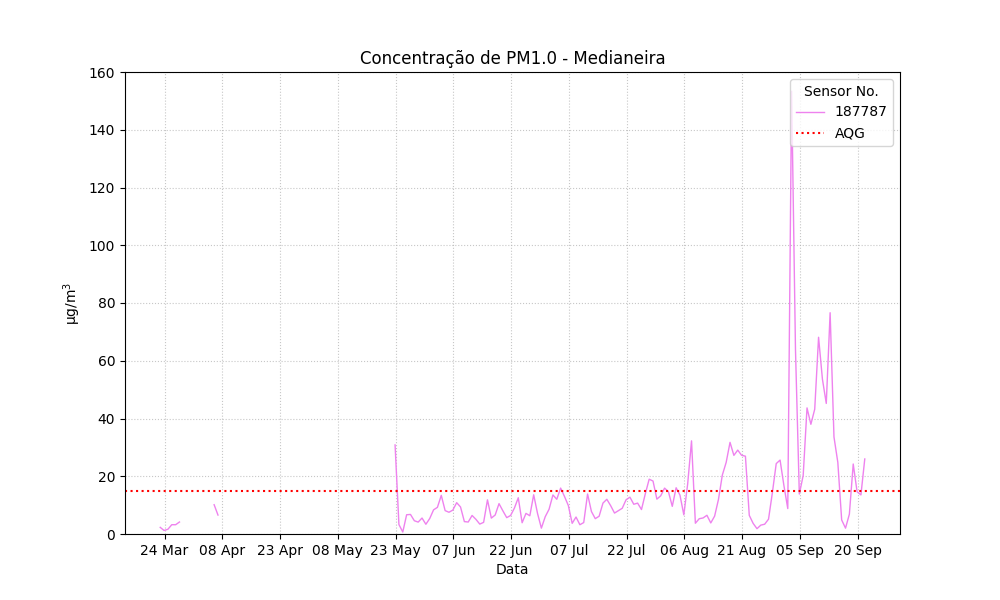 Concentração de PM1.0 - Medianeira
160
140
120
100
80
60
40
20
0
µg/m³
Sensor No.
187787
AQG
24 Mar 08 Apr 23 Apr 08 May 23 May 07 Jun 22 Jun 07 Jul 22 Jul 06 Aug 21 Aug 05 Sep 20 Sep
Data